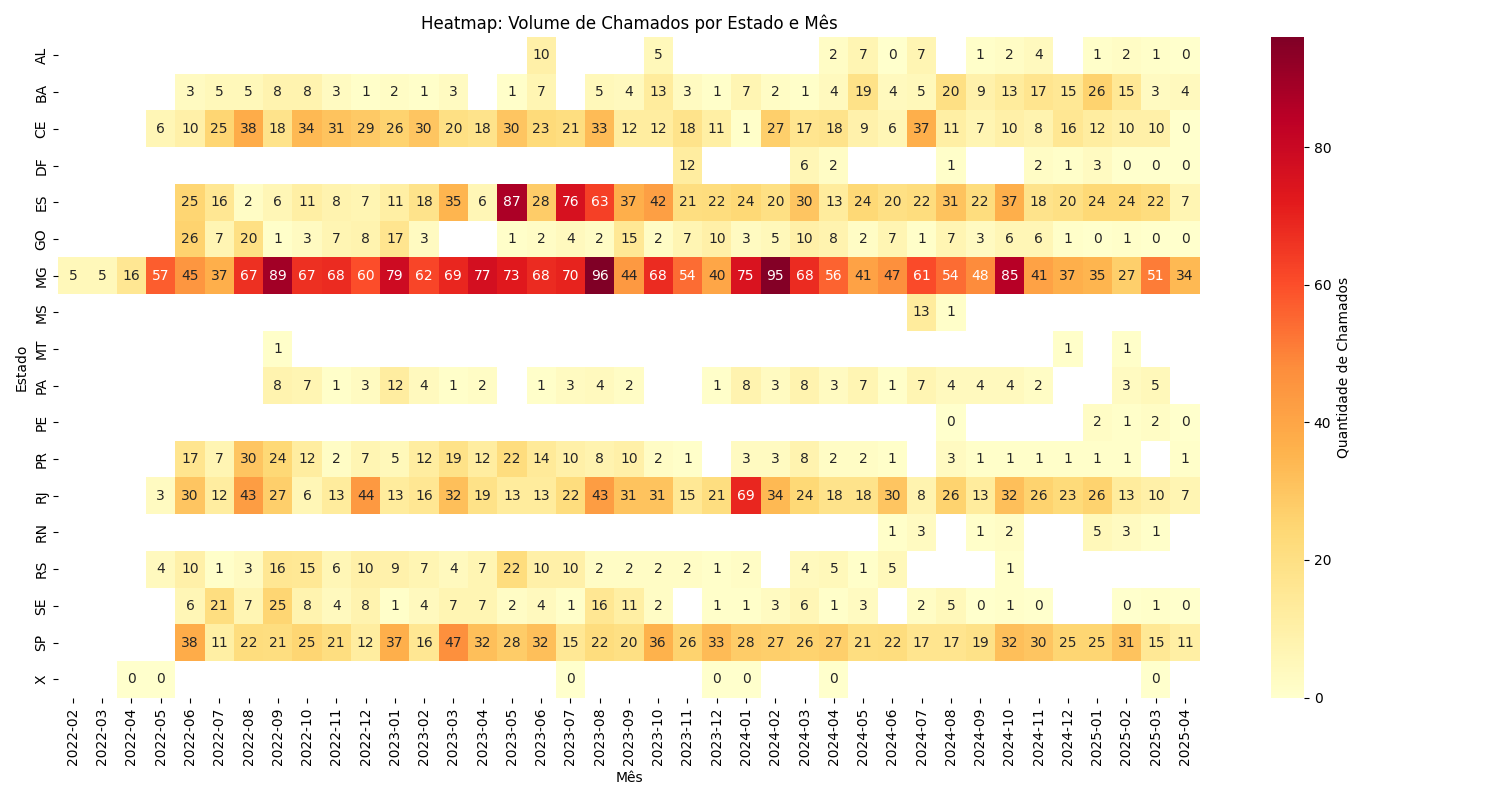 Heatmap: Volume de Chamados por Estado e Mês
AL 10 5 2 7 0 7 1 2 4 1 2 1 0
BA 3 5 5 8 8 3 1 2 1 3 1 7 5 4 13 3 1 7 2 1 4 19 4 5 20 9 13 17 15 26 15 3 4
CE 6 10 25 38 18 34 31 29 26 30 20 18 30 23 21 33 12 12 18 11 1 27 17 18 9 6 37 11 7 10 8 16 12 10 10 0
DF 12 6 2 1 2 1 3 0 0 0
ES 25 16 2 6 11 8 7 11 18 35 6 87 28 76 63 37 42 21 22 24 20 30 13 24 20 22 31 22 37 18 20 24 24 22 7
GO 26 7 20 1 3 7 8 17 3 1 2 4 2 15 2 7 10 3 5 10 8 2 7 1 7 3 6 6 1 0 1 0 0
MG 5 5 16 57 45 37 67 89 67 68 60 79 62 69 77 73 68 70 96 44 68 54 40 75 95 68 56 41 47 61 54 48 85 41 37 35 27 51 34
MS 13 1
MT 1 1 1
PA 8 7 1 3 12 4 1 2 1 3 4 2 1 8 3 8 3 7 1 7 4 4 4 2 3 5
PE 0 2 1 2 0
PR 17 7 30 24 12 2 7 5 12 19 12 22 14 10 8 10 2 1 3 3 8 2 2 1 3 1 1 1 1 1 1 1
RJ 3 30 12 43 27 6 13 44 13 16 32 19 13 13 22 43 31 31 15 21 69 34 24 18 18 30 8 26 13 32 26 23 26 13 10 7
RN 1 3 1 2 5 3 1
RS 4 10 1 3 16 15 6 10 9 7 4 7 22 10 10 2 2 2 2 1 2 4 5 1 5 1
SE 6 21 7 25 8 4 8 1 4 7 7 2 4 1 16 11 2 1 1 3 6 1 3 2 5 0 1 0 0 1 0
SP 38 11 22 21 25 21 12 37 16 47 32 28 32 15 22 20 36 26 33 28 27 26 27 21 22 17 17 19 32 30 25 25 31 15 11
X 0 0 0 0 0 0 0
Estado
2022-02 2022-03 2022-04 2022-05 2022-06 2022-07 2022-08 2022-09 2022-10 2022-11 2022-12 2023-01 2023-02 2023-03 2023-04 2023-05 2023-06 2023-07 2023-08 2023-09 2023-10 2023-11 2023-12 2024-01 2024-02 2024-03 2024-04 2024-05 2024-06 2024-07 2024-08 2024-09 2024-10 2024-11 2024-12 2025-01 2025-02 2025-03 2025-04
Mês
80
60
40
20
0
Quantidade de Chamados